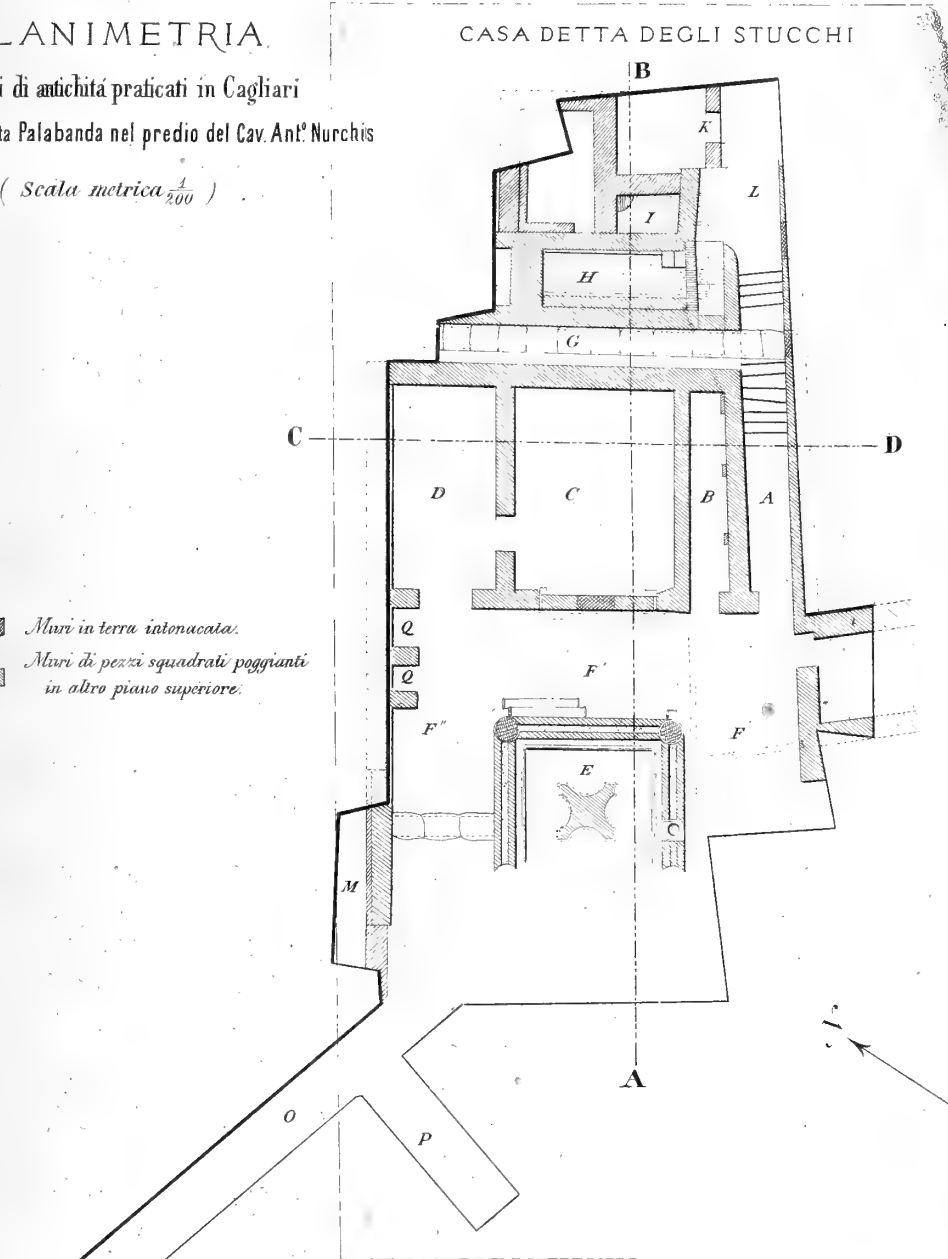 LANIMETRIA
i di antichità praticati in Cagliari
ta Palabanda nel predio del Cav. Ant.º Nurchis
( Scala metrica 1/200 )
CASA DETTA DEGLI STUCCHI
B
K
L
I
H
G
C
D
D
C
B
A
Muri in terra intonacata.
Muri di pezzi squadrati poggianti
in altro piano superiore.
Q
Q
F'
F''
F
E
C
M
A
O
P